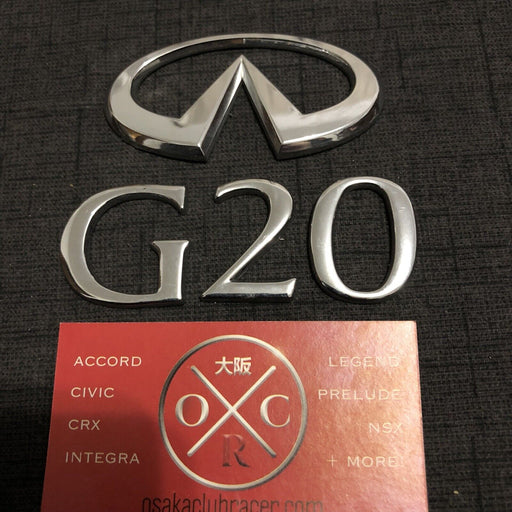 G20
ACCORD
CIVIC
CRX
INTEGRA
大阪
O C
R
LEGEND
PRELUDE
NSX
+ MORE!
osakaclubracer.com